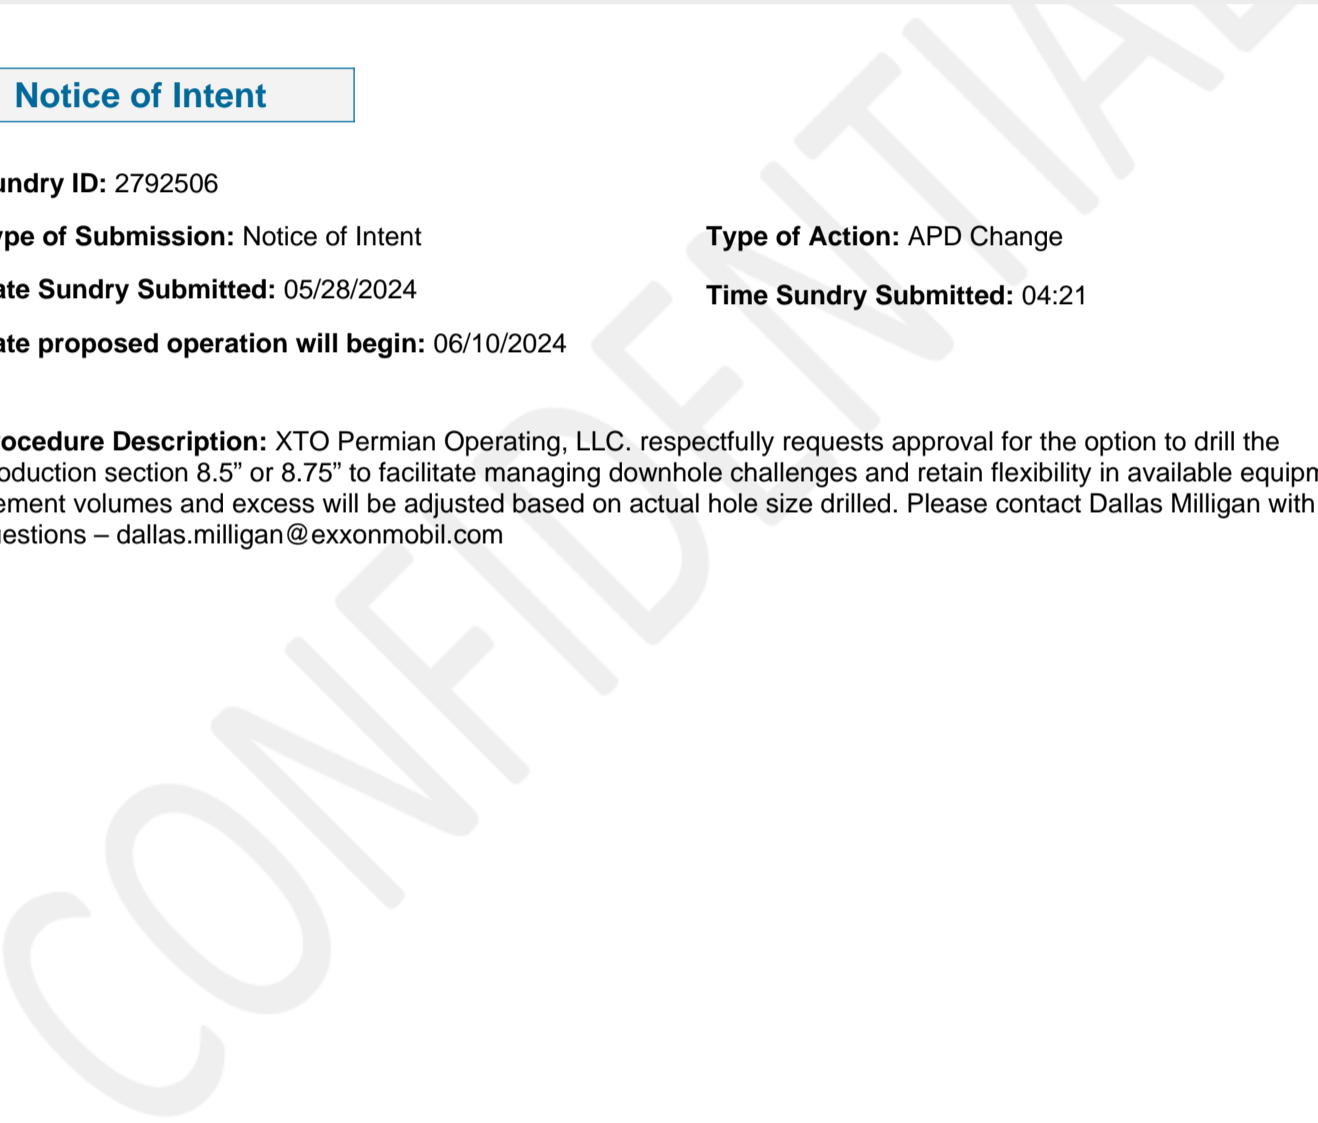 Notice of Intent
undry ID: 2792506
ype of Submission: Notice of Intent
Type of Action: APD Change
ate Sundry Submitted: 05/28/2024
Time Sundry Submitted: 04:21
ate proposed operation will begin: 06/10/2024
ocedure Description: XTO Permian Operating, LLC. respectfully requests approval for the option to drill the
oduction section 8.5” or 8.75” to facilitate managing downhole challenges and retain flexibility in available equipm
ement volumes and excess will be adjusted based on actual hole size drilled. Please contact Dallas Milligan with
estions – dallas.milligan@exxonmobil.com
CONFIDENTIAL